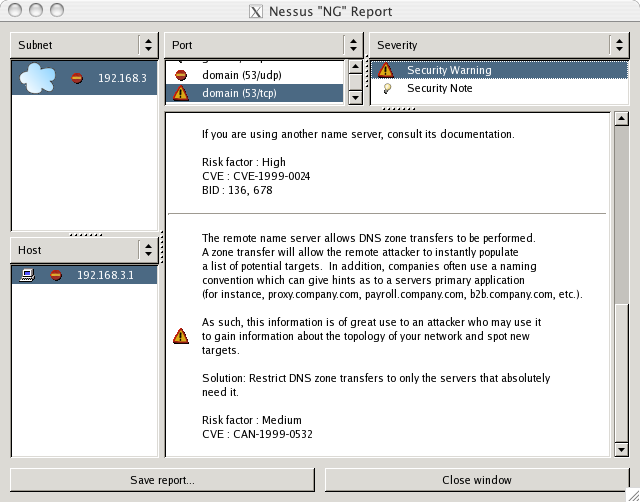 Nessus "NG" Report
Subnet
Port
Severity
192.168.3
domain (53/udp)
domain (53/tcp)
Security Warning
Security Note
Host
192.168.3.1
If you are using another name server, consult its documentation.
Risk factor : High
CVE : CVE-1999-0024
BID : 136, 678
The remote name server allows DNS zone transfers to be performed.
A zone transfer will allow the remote attacker to instantly populate
a list of potential targets.  In addition, companies often use a naming
convention which can give hints as to a servers primary application
(for instance, proxy.company.com, payroll.company.com, b2b.company.com, etc.).
As such, this information is of great use to an attacker who may use it
to gain information about the topology of your network and spot new
targets.
Solution: Restrict DNS zone transfers to only the servers that absolutely
need it.
Risk factor : Medium
CVE : CAN-1999-0532
Save report...
Close window